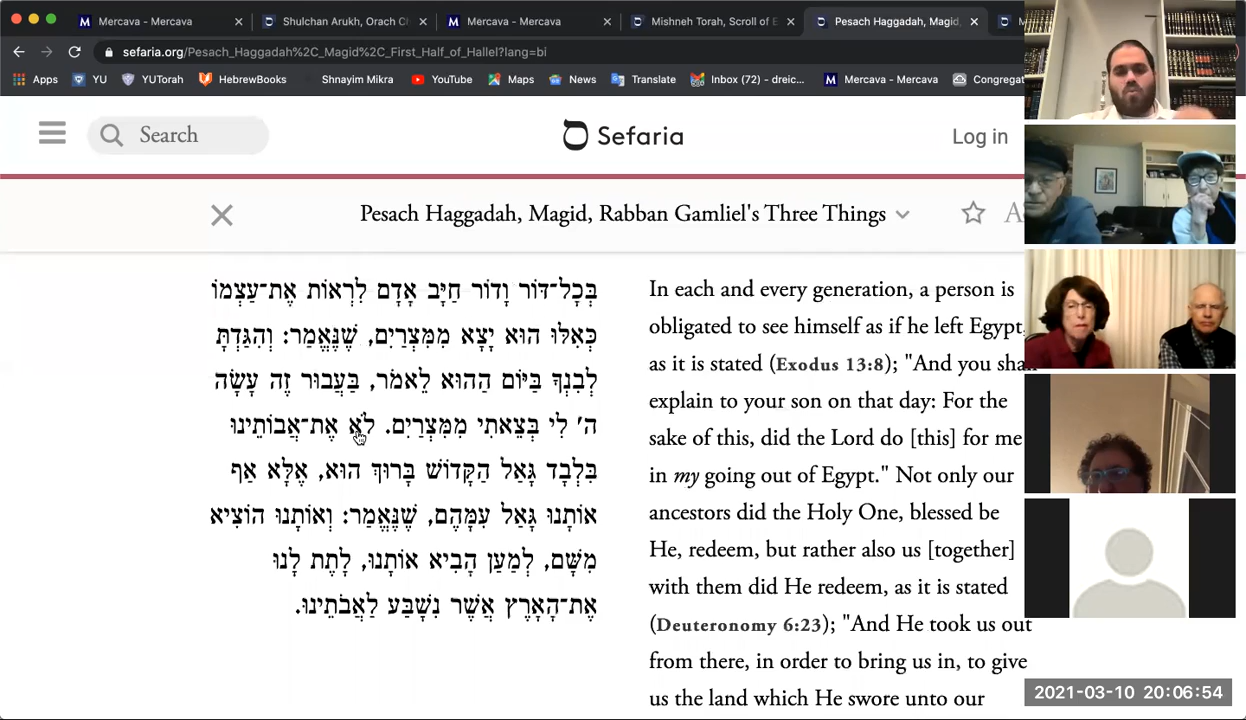 Mercava - Mercava
Shulchan Arukh, Orach
Mercava - Mercava
Mishneh Torah, Scroll of E
Pesach Haggadah, Magid,
sefaria.org/Pesach_Haggadah%2C_Magid%2C_First_Half_of_Hallel?lang=bi
Apps YU YUTorah HebrewBooks Shnayim Mikra YouTube Maps News Translate Inbox (72) - dreic... Mercava - Mercava Congregat
Search
Sefaria
Log in
Pesach Haggadah, Magid, Rabban Gamliel's Three Things
בְּכָל־דּוֹר וָדוֹר חַיָּב אָדָם לִרְאוֹת אֶת־עַצְמוֹ
כְּאִלּוּ הוּא יָצָא מִמִּצְרַיִם, שֶׁנֶּאֱמַר: וְהִגַּדְתָּ
לְבִנְךָ בַּיּוֹם הַהוּא לֵאמֹר, בַּעֲבוּר זֶה עָשָׂה
ה' לִי בְּצֵאתִי מִמִּצְרַיִם. לֹא אֶת־אֲבוֹתֵינוּ
בִּלְבָד גָּאַל הַקָּדוֹשׁ בָּרוּךְ הוּא, אֶלָּא אַף
אוֹתָנוּ גָּאַל עִמָּהֶם, שֶׁנֶּאֱמַר: וְאוֹתָנוּ הוֹצִיא
מִשָּׁם, לְמַעַן הָבִיא אוֹתָנוּ, לָתֶת לָנוּ
אֶת־הָאָרֶץ אֲשֶׁר נִשְׁבַּע לַאֲבֹתֵינוּ.
In each and every generation, a person is
obligated to see himself as if he left Egypt,
as it is stated (Exodus 13:8); "And you sha
explain to your son on that day: For the
sake of this, did the Lord do [this] for me
in my going out of Egypt." Not only our
ancestors did the Holy One, blessed be
He, redeem, but rather also us [together]
with them did He redeem, as it is stated
(Deuteronomy 6:23); "And He took us out
from there, in order to bring us in, to give
us the land which He swore unto our
2021-03-10 20:06:54